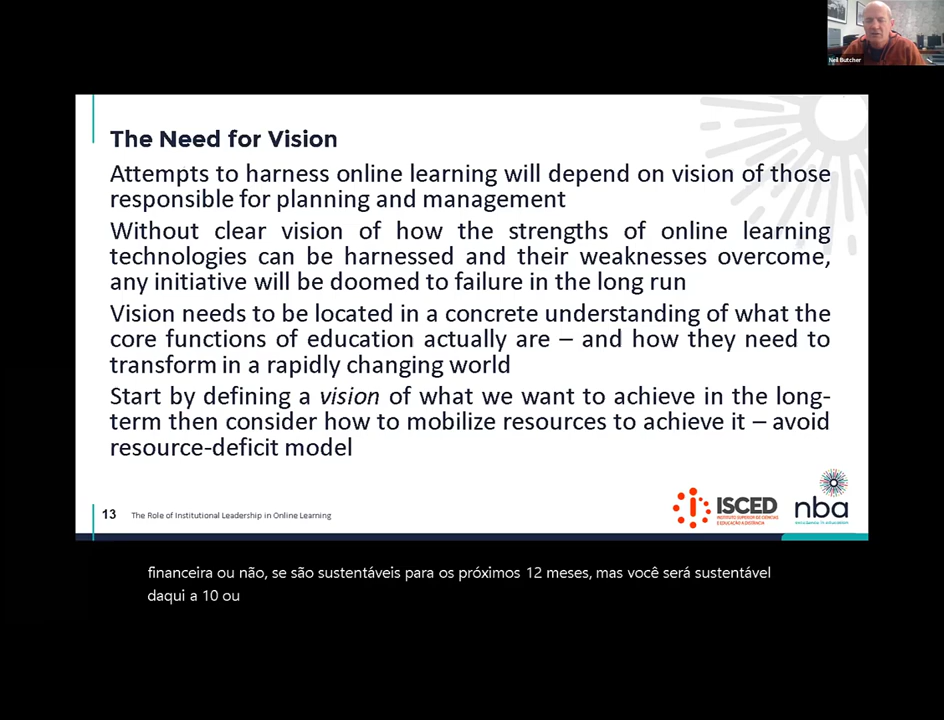 Neil Butcher
The Need for Vision
Attempts to harness online learning will depend on vision of those
responsible for planning and management
Without clear vision of how the strengths of online learning
technologies can be harnessed and their weaknesses overcome,
any initiative will be doomed to failure in the long run
Vision needs to be located in a concrete understanding of what the
core functions of education actually are – and how they need to
transform in a rapidly changing world
Start by defining a vision of what we want to achieve in the long-
term then consider how to mobilize resources to achieve it – avoid
resource-deficit model
13 The Role of Institutional Leadership in Online Learning
ISCED
INSTITUTO SUPERIOR DE CIÊNCIAS
E EDUCAÇÃO A DISTÂNCIA
nba
financeira ou não, se são sustentáveis para os próximos 12 meses, mas você será sustentável
daqui a 10 ou